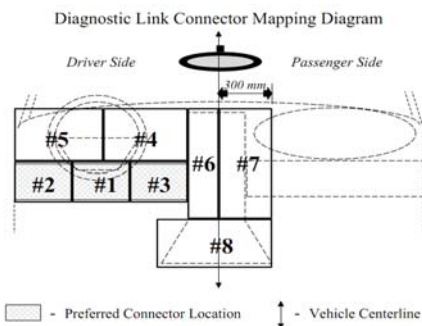 Diagnostic Link Connector Mapping Diagram
Driver Side
Passenger Side
300 mm
#5
#4
#6
#7
#2
#1
#3
#8
- Preferred Connector Location
- Vehicle Centerline